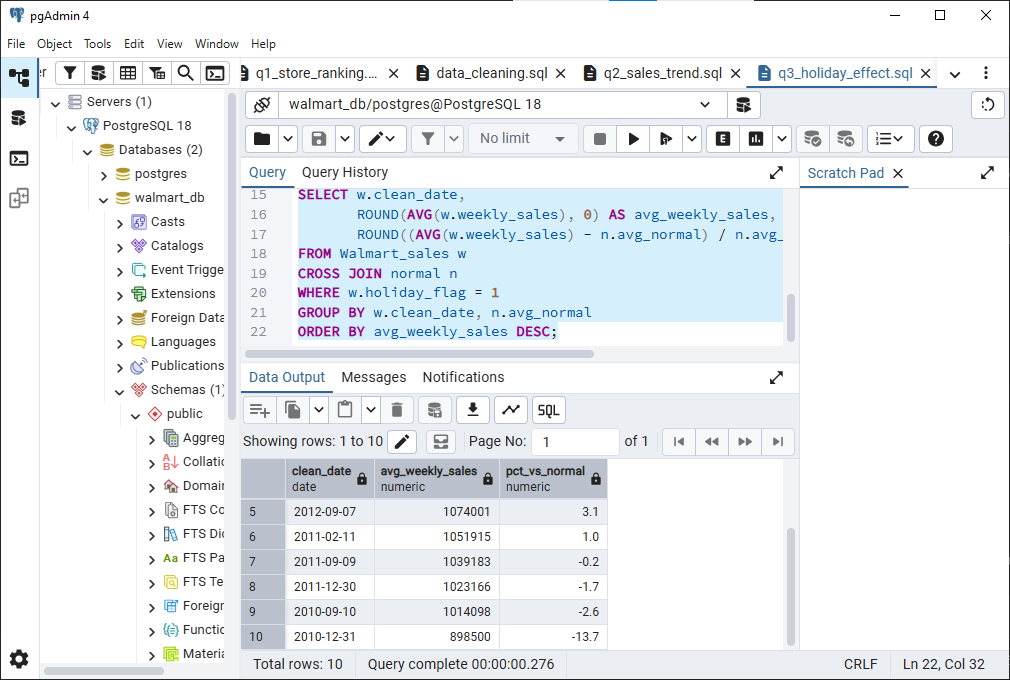 pgAdmin 4
File Object Tools Edit View Window Help
er
q1_store_ranking.... data_cleaning.sql q2_sales_trend.sql q3_holiday_effect.sql
Servers (1)
PostgreSQL 18
Databases (2)
postgres
walmart_db
Casts
Catalogs
Event Trigge
Extensions
Foreign Data
Languages
Publications
Schemas (1)
public
Aggreg
Collatio
Domain
FTS Co
FTS Dic
Aa FTS Pa
FTS Te
Foreign
Functio
Materia
walmart_db/postgres@PostgreSQL 18
No limit
E
Query Query History
Scratch Pad
15 SELECT w.clean_date,
16 ROUND(AVG(w.weekly_sales), 0) AS avg_weekly_sales,
17 ROUND((AVG(w.weekly_sales) - n.avg_normal) / n.avg_
18 FROM Walmart_sales w
19 CROSS JOIN normal n
20 WHERE w.holiday_flag = 1
21 GROUP BY w.clean_date, n.avg_normal
22 ORDER BY avg_weekly_sales DESC;
Data Output Messages Notifications
SQL
Showing rows: 1 to 10 Page No: 1 of 1
clean_date avg_weekly_sales pct_vs_normal
date numeric numeric
5 2012-09-07 1074001 3.1
6 2011-02-11 1051915 1.0
7 2011-09-09 1039183 -0.2
8 2011-12-30 1023166 -1.7
9 2010-09-10 1014098 -2.6
10 2010-12-31 898500 -13.7
Total rows: 10 Query complete 00:00:00.276 CRLF Ln 22, Col 32